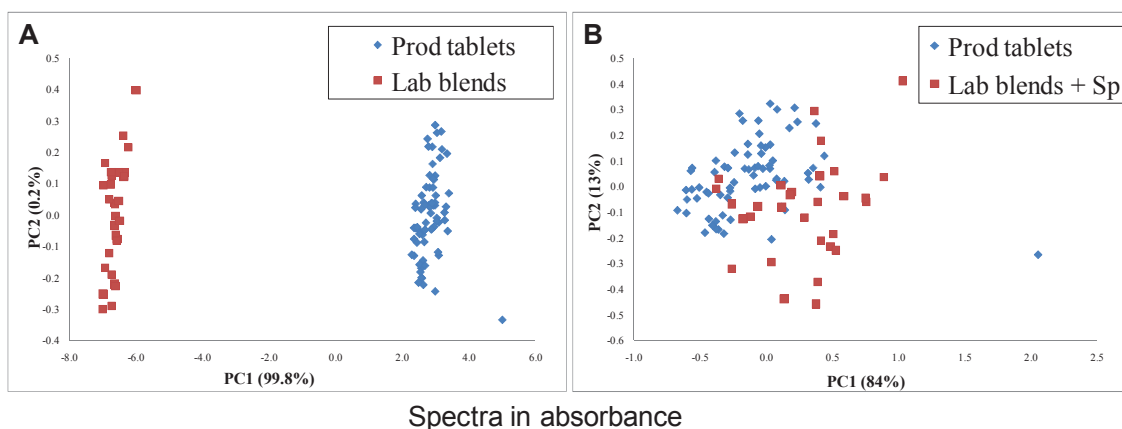 A
Prod tablets
Lab blends
0.5
0.4
0.3
0.2
0.1
0.0
-0.1
-0.2
-0.3
-0.4
PC2 (0.2%)
-8.0 -6.0 -4.0 -2.0 0.0 2.0 4.0 6.0
PC1 (99.8%)
B
Prod tablets
Lab blends + Sp
0.5
0.4
0.3
0.2
0.1
0.0
-0.1
-0.2
-0.3
-0.4
-0.5
-0.6
PC2 (13%)
-1.0 -0.5 0.0 0.5 1.0 1.5 2.0 2.5
PC1 (84%)
Spectra in absorbance